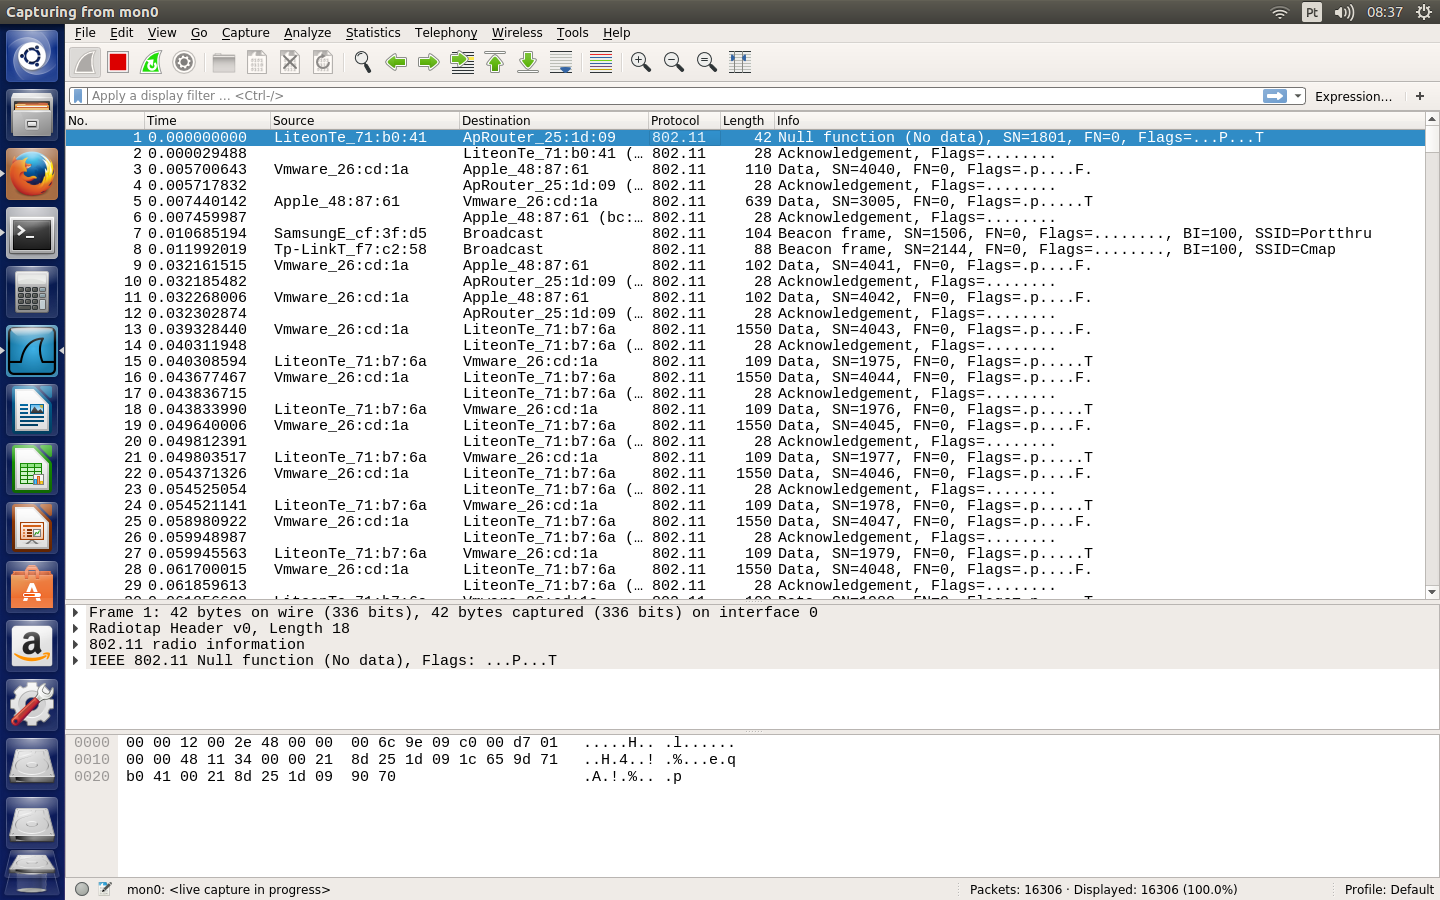 Capturing from mon0 Pt 08:37
File Edit View Go Capture Analyze Statistics Telephony Wireless Tools Help
Apply a display filter ... <Ctrl-/> Expression... +
No. Time Source Destination Protocol Length Info
1 0.000000000 LiteonTe_71:b0:41 ApRouter_25:1d:09 802.11 42 Null function (No data), SN=1801, FN=0, Flags=...P...T
2 0.000029488 LiteonTe_71:b0:41 (… 802.11 28 Acknowledgement, Flags=........
3 0.005700643 Vmware_26:cd:1a Apple_48:87:61 802.11 110 Data, SN=4040, FN=0, Flags=.p....F.
4 0.005717832 ApRouter_25:1d:09 (… 802.11 28 Acknowledgement, Flags=........
5 0.007440142 Apple_48:87:61 Vmware_26:cd:1a 802.11 639 Data, SN=3005, FN=0, Flags=.p.....T
6 0.007459987 Apple_48:87:61 (bc:… 802.11 28 Acknowledgement, Flags=........
7 0.010685194 SamsungE_cf:3f:d5 Broadcast 802.11 104 Beacon frame, SN=1506, FN=0, Flags=........, BI=100, SSID=Portthru
8 0.011992019 Tp-LinkT_f7:c2:58 Broadcast 802.11 88 Beacon frame, SN=2144, FN=0, Flags=........, BI=100, SSID=Cmap
9 0.032161515 Vmware_26:cd:1a Apple_48:87:61 802.11 102 Data, SN=4041, FN=0, Flags=.p....F.
10 0.032185482 ApRouter_25:1d:09 (… 802.11 28 Acknowledgement, Flags=........
11 0.032268006 Vmware_26:cd:1a Apple_48:87:61 802.11 102 Data, SN=4042, FN=0, Flags=.p....F.
12 0.032302874 ApRouter_25:1d:09 (… 802.11 28 Acknowledgement, Flags=........
13 0.039328440 Vmware_26:cd:1a LiteonTe_71:b7:6a 802.11 1550 Data, SN=4043, FN=0, Flags=.p....F.
14 0.040311948 LiteonTe_71:b7:6a (… 802.11 28 Acknowledgement, Flags=........
15 0.040308594 LiteonTe_71:b7:6a Vmware_26:cd:1a 802.11 109 Data, SN=1975, FN=0, Flags=.p.....T
16 0.043677467 Vmware_26:cd:1a LiteonTe_71:b7:6a 802.11 1550 Data, SN=4044, FN=0, Flags=.p....F.
17 0.043836715 LiteonTe_71:b7:6a (… 802.11 28 Acknowledgement, Flags=........
18 0.043833990 LiteonTe_71:b7:6a Vmware_26:cd:1a 802.11 109 Data, SN=1976, FN=0, Flags=.p.....T
19 0.049640006 Vmware_26:cd:1a LiteonTe_71:b7:6a 802.11 1550 Data, SN=4045, FN=0, Flags=.p....F.
20 0.049812391 LiteonTe_71:b7:6a (… 802.11 28 Acknowledgement, Flags=........
21 0.049803517 LiteonTe_71:b7:6a Vmware_26:cd:1a 802.11 109 Data, SN=1977, FN=0, Flags=.p.....T
22 0.054371326 Vmware_26:cd:1a LiteonTe_71:b7:6a 802.11 1550 Data, SN=4046, FN=0, Flags=.p....F.
23 0.054525054 LiteonTe_71:b7:6a (… 802.11 28 Acknowledgement, Flags=........
24 0.054521141 LiteonTe_71:b7:6a Vmware_26:cd:1a 802.11 109 Data, SN=1978, FN=0, Flags=.p.....T
25 0.058980922 Vmware_26:cd:1a LiteonTe_71:b7:6a 802.11 1550 Data, SN=4047, FN=0, Flags=.p....F.
26 0.059948987 LiteonTe_71:b7:6a (… 802.11 28 Acknowledgement, Flags=........
27 0.059945563 LiteonTe_71:b7:6a Vmware_26:cd:1a 802.11 109 Data, SN=1979, FN=0, Flags=.p.....T
28 0.061700015 Vmware_26:cd:1a LiteonTe_71:b7:6a 802.11 1550 Data, SN=4048, FN=0, Flags=.p....F.
29 0.061859613 LiteonTe_71:b7:6a (… 802.11 28 Acknowledgement, Flags=........
Frame 1: 42 bytes on wire (336 bits), 42 bytes captured (336 bits) on interface 0
Radiotap Header v0, Length 18
802.11 radio information
IEEE 802.11 Null function (No data), Flags: ...P...T
0000 00 00 12 00 2e 48 00 00 00 6c 9e 09 c0 00 d7 01 .....H.. .l......
0010 00 00 48 11 34 00 00 21 8d 25 1d 09 1c 65 9d 71 ..H.4..! .%...e.q
0020 b0 41 00 21 8d 25 1d 09 90 70 .A.!.%.. .p
mon0: <live capture in progress> Packets: 16306 · Displayed: 16306 (100.0%) Profile: Default